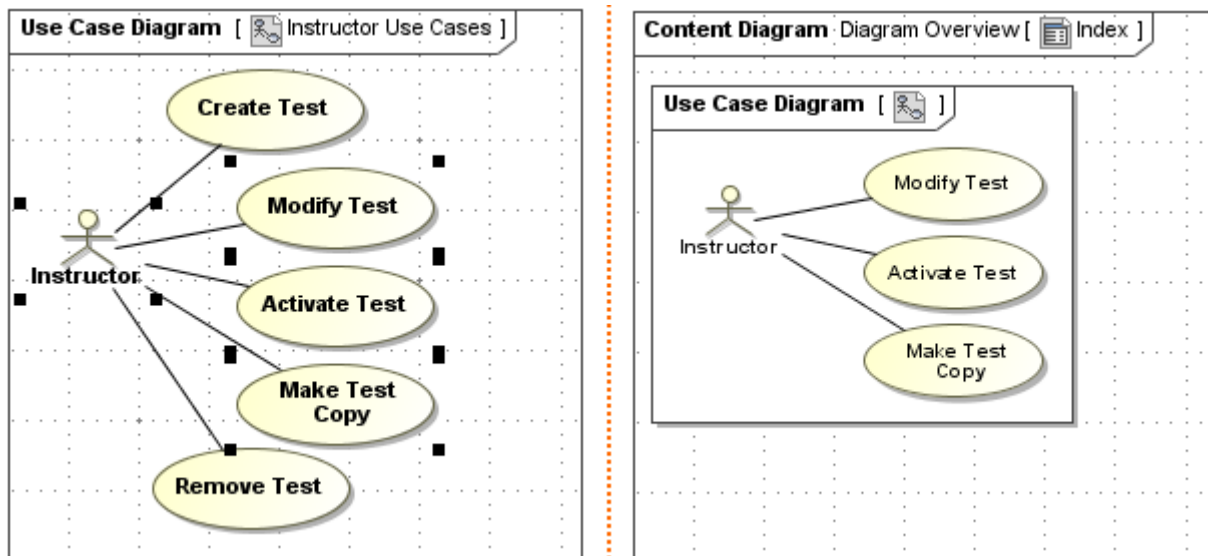 Use Case Diagram [ Instructor Use Cases ]
Create Test
Modify Test
Instructor
Activate Test
Make Test
Copy
Remove Test
Content Diagram Diagram Overview [ Index ]
Use Case Diagram [ ]
Modify Test
Instructor
Activate Test
Make Test
Copy